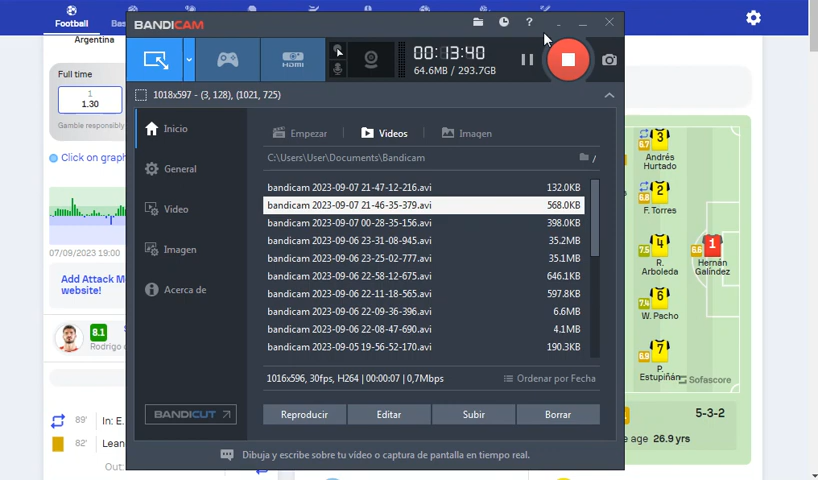 Football
Argentina
Full time
1
1.30
Gamble responsibly
Click on graph
07/09/2023 19:00
Add Attack M
website!
8.1
Rodrigo
89'
In: E.
82'
Lean
Out:
BANDICAM
?
HDMI
00:13:40
64.6MB / 293.7GB
1018x597 - (3, 128), (1021, 725)
Inicio
General
Video
Imagen
Acerca de
BANDICUT
Empezar
Videos
Imagen
C:\Users\User\Documents\Bandicam
/
bandicam 2023-09-07 21-47-12-216.avi 132.0KB
bandicam 2023-09-07 21-46-35-379.avi 568.0KB
bandicam 2023-09-07 00-28-35-156.avi 398.0KB
bandicam 2023-09-06 23-31-08-945.avi 35.2MB
bandicam 2023-09-06 23-25-02-777.avi 35.1MB
bandicam 2023-09-06 22-58-12-675.avi 646.1KB
bandicam 2023-09-06 22-11-18-565.avi 597.8KB
bandicam 2023-09-06 22-09-36-396.avi 6.6MB
bandicam 2023-09-06 22-08-47-690.avi 4.1MB
bandicam 2023-09-05 19-56-52-170.avi 190.3KB
1016x596, 30fps, H264 | 00:00:07 | 0,7Mbps
Ordenar por Fecha
Reproducir
Editar
Subir
Borrar
Dibuja y escribe sobre tu vídeo o captura de pantalla en tiempo real.
3
6.7
Andrés
Hurtado
2
6.7
F. Torres
4
7.5
R.
Arboleda
1
6.6
Hernán
Galíndez
6
7.4
W. Pacho
7
6.9
P.
Estupiñán
Sofascore
5-3-2
e age 26.9 yrs